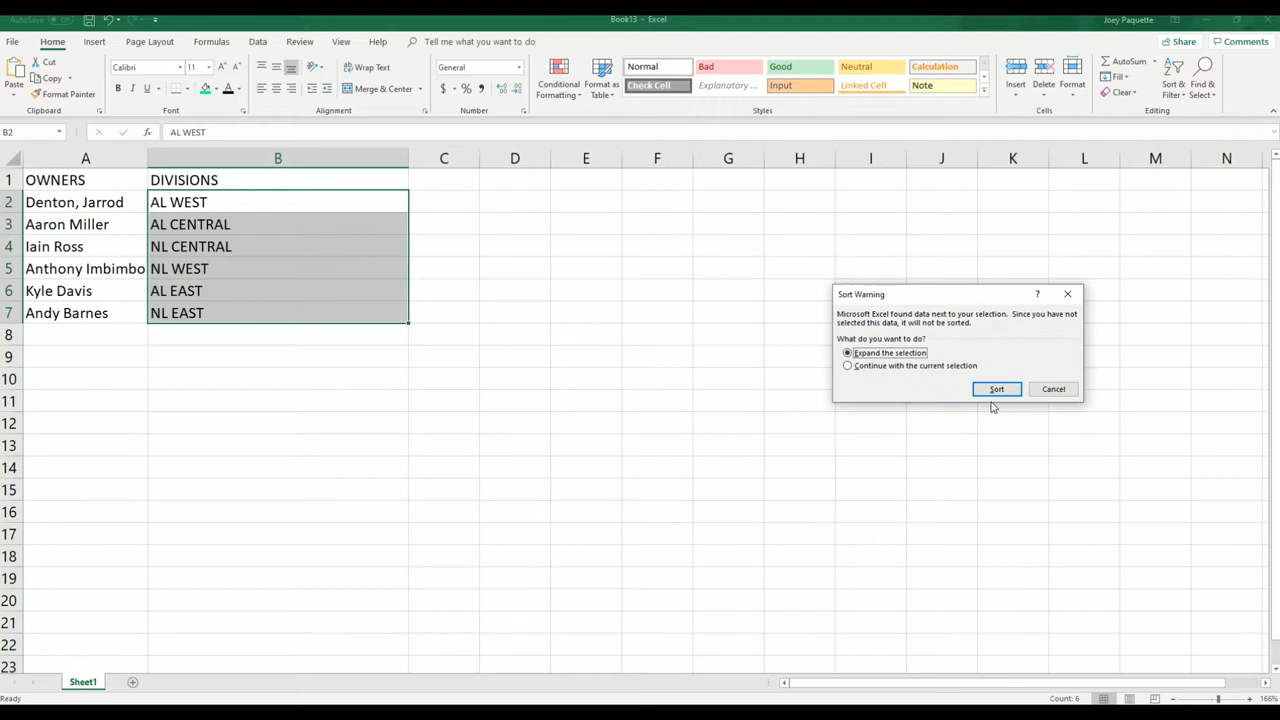 AutoSave Off Book13 - Excel Joey Paquette
File Home Insert Page Layout Formulas Data Review View Help Tell me what you want to do Share Comments
Paste Cut Copy Format Painter Clipboard
Calibri 11 A A B I U A Font
Wrap Text Merge & Center Alignment
General $ % , Number
Conditional Formatting Format as Table
Normal Bad Good Neutral Calculation
Check Cell Explanatory ... Input Linked Cell Note
Styles
Insert Delete Format Cells
AutoSum Fill Clear Sort & Filter Find & Select Editing
B2 fx AL WEST
A B C D E F G H I J K L M N
1 OWNERS DIVISIONS
2 Denton, Jarrod AL WEST
3 Aaron Miller AL CENTRAL
4 Iain Ross NL CENTRAL
5 Anthony Imbimbo NL WEST
6 Kyle Davis AL EAST
7 Andy Barnes NL EAST
8
9
10
11
12
13
14
15
16
17
18
19
20
21
22
23
Sort Warning ?
Microsoft Excel found data next to your selection. Since you have not
selected this data, it will not be sorted.
What do you want to do?
Expand the selection
Continue with the current selection
Sort Cancel
Sheet1
Ready Count: 6 166%